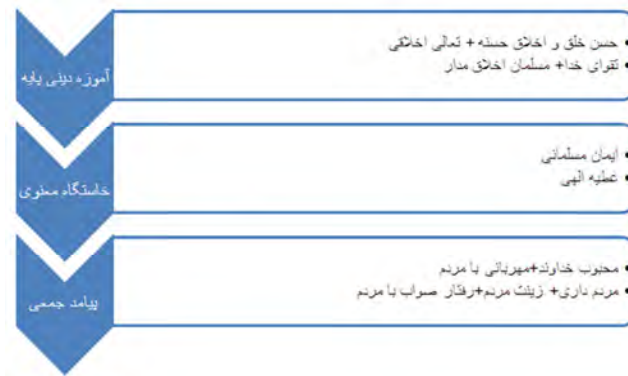 آموزه دینی پایه
• حسن خلق و اخلاق حسنه + تعالی اخلاقی
• تقوای خدا+ مسلمان اخلاق مدار
خاستگاه معنوی
• ایمان مسلمانی
• عطیه الهی
پیامد جمعی
• محبوب خداوند+مهربانی با مردم
• مردم داری+ زینت مردم+رفتار صواب با مردم